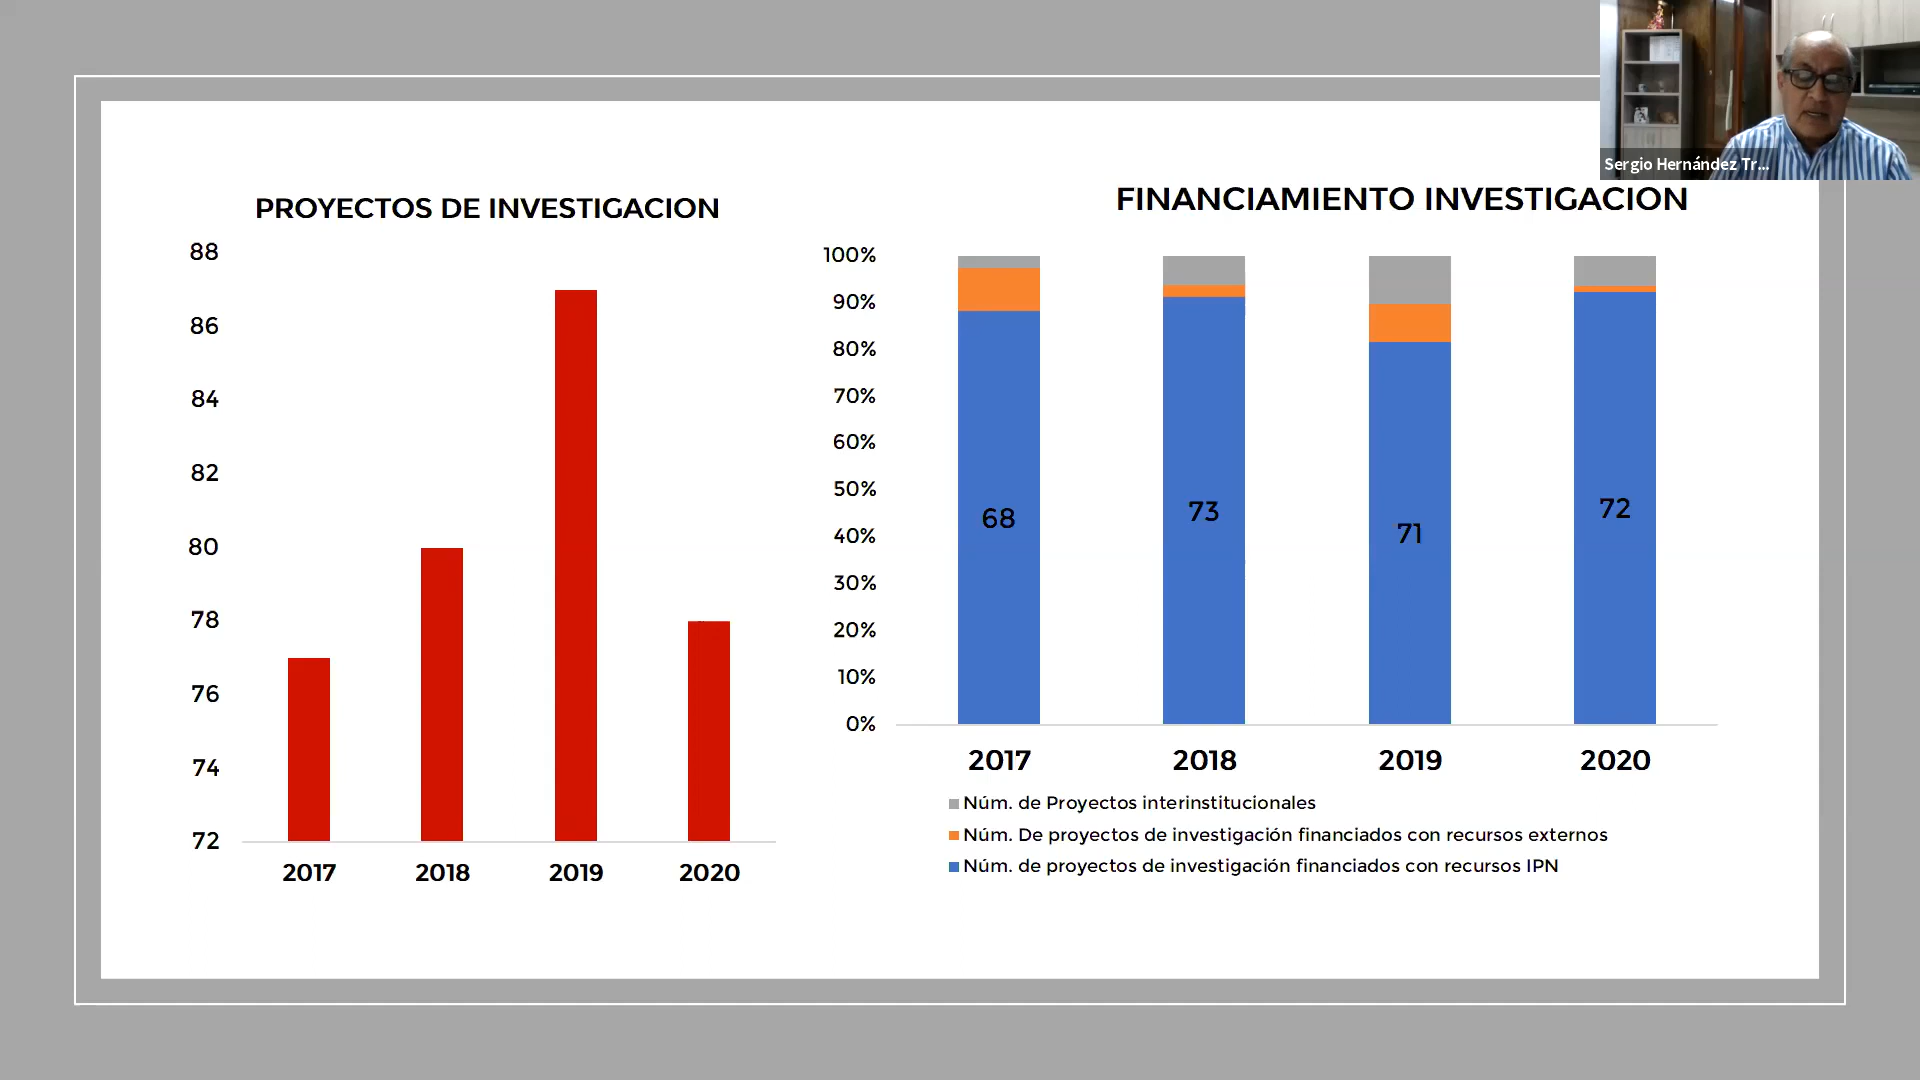 Sergio Hernández Tr...
PROYECTOS DE INVESTIGACION
88
86
84
82
80
78
76
74
72
2017 2018 2019 2020
FINANCIAMIENTO INVESTIGACION
100%
90%
80%
70%
60%
50%
40%
30%
20%
10%
0%
68 73 71 72
2017 2018 2019 2020
Núm. de Proyectos interinstitucionales
Núm. De proyectos de investigación financiados con recursos externos
Núm. de proyectos de investigación financiados con recursos IPN